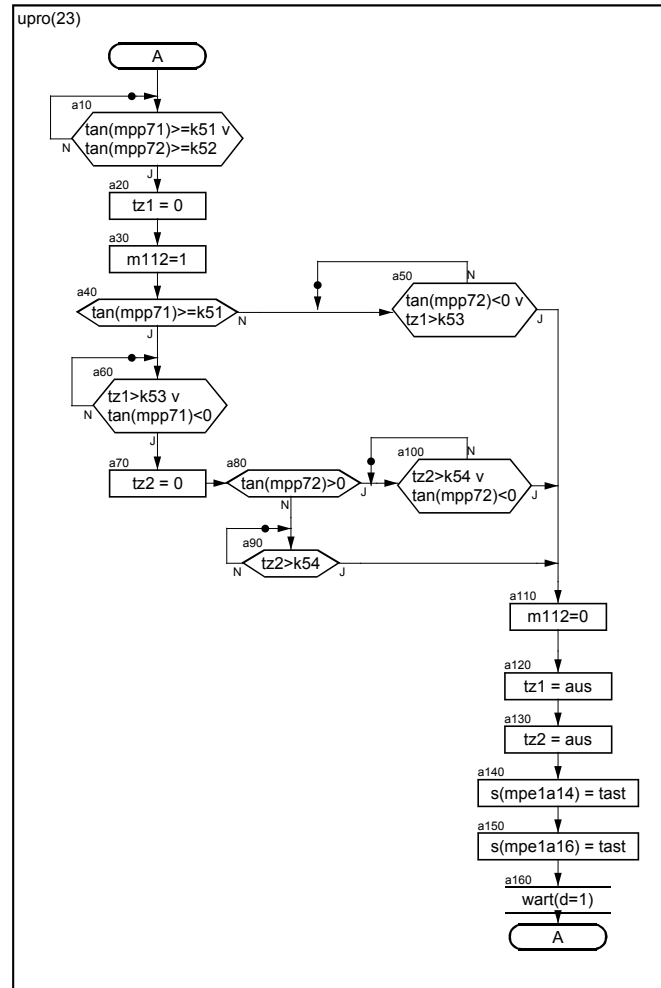 upro(23)
A
a10
tan(mpp71)>=k51 v
tan(mpp72)>=k52
N
J
a20
tz1 = 0
a30
m112=1
a40
tan(mpp71)>=k51
N
J
a50
N
tan(mpp72)<0 v
tz1>k53
J
a60
tz1>k53 v
tan(mpp71)<0
N
J
a70
tz2 = 0
a80
tan(mpp72)>0
J
N
a100
N
tz2>k54 v
tan(mpp72)<0
J
a90
tz2>k54
N
J
a110
m112=0
a120
tz1 = aus
a130
tz2 = aus
a140
s(mpe1a14) = tast
a150
s(mpe1a16) = tast
a160
wart(d=1)
A